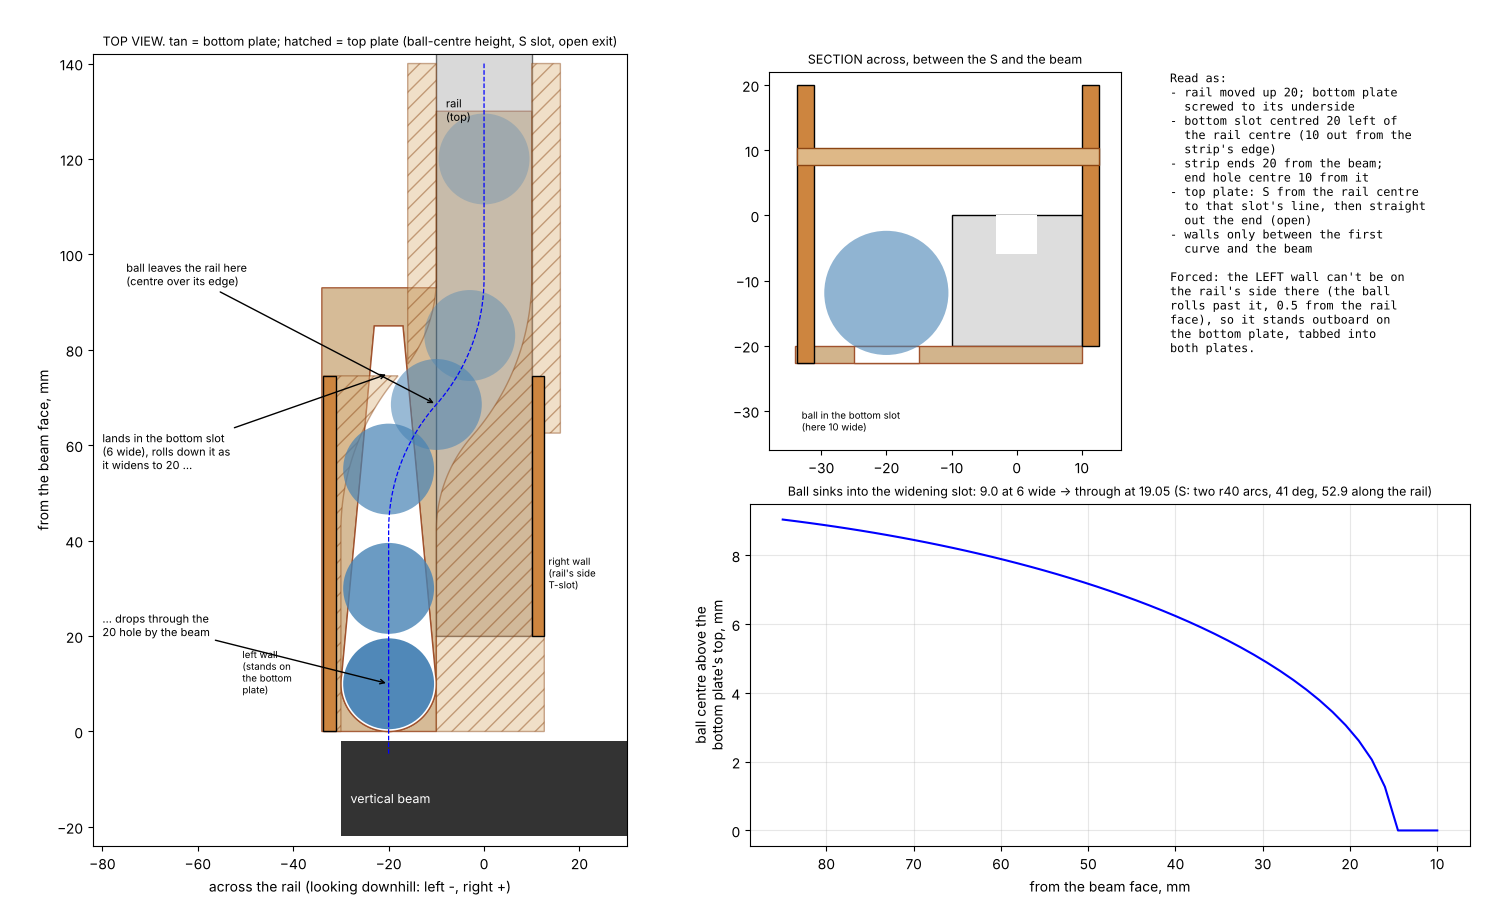 TOP VIEW. tan = bottom plate; hatched = top plate (ball-centre height, S slot, open exit)
from the beam face, mm
140
120
100
80
60
40
20
0
−20
rail
(top)
ball leaves the rail here
(centre over its edge)
lands in the bottom slot
(6 wide), rolls down it as
it widens to 20 ...
right wall
(rail's side
T-slot)
... drops through the
20 hole by the beam
left wall
(stands on
the bottom
plate)
vertical beam
−80
−60
−40
−20
0
20
across the rail (looking downhill: left -, right +)
SECTION across, between the S and the beam
20
10
0
−10
−20
−30
ball in the bottom slot
(here 10 wide)
−30
−20
−10
0
10
Read as:
- rail moved up 20; bottom plate
screwed to its underside
- bottom slot centred 20 left of
the rail centre (10 out from the
strip's edge)
- strip ends 20 from the beam;
end hole centre 10 from it
- top plate: S from the rail centre
to that slot's line, then straight
out the end (open)
- walls only between the first
curve and the beam
Forced: the LEFT wall can't be on
the rail's side there (the ball
rolls past it, 0.5 from the rail
face), so it stands outboard on
the bottom plate, tabbed into
both plates.
Ball sinks into the widening slot: 9.0 at 6 wide → through at 19.05 (S: two r40 arcs, 41 deg, 52.9 along the rail)
ball centre above the
bottom plate's top, mm
8
6
4
2
0
80
70
60
50
40
30
20
10
from the beam face, mm